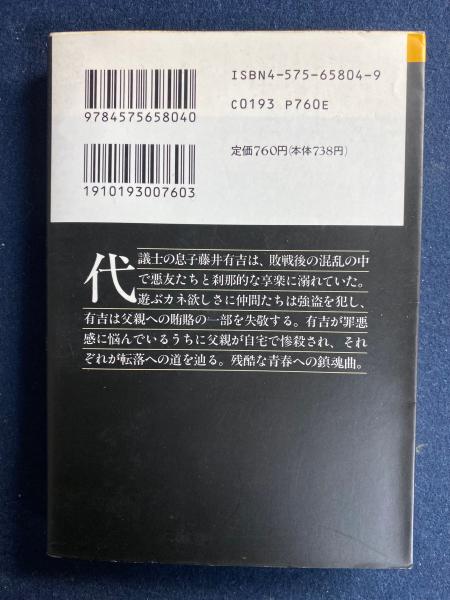 ISBN4-575-65804-9
C0193 P760E
9784575658040
定価760円(本体738円)
1910193007603
代議士の息子藤井有吉は、敗戦後の混乱の中
で悪友たちと刹那的な享楽に溺れていた。
遊ぶカネ欲しさに仲間たちは強盗を犯し、
有吉は父親への賄賂の一部を失敬する。有吉が罪悪
感に悩んでいるうちに父親が自宅で惨殺され、それ
ぞれが転落への道を辿る。残酷な青春への鎮魂曲。